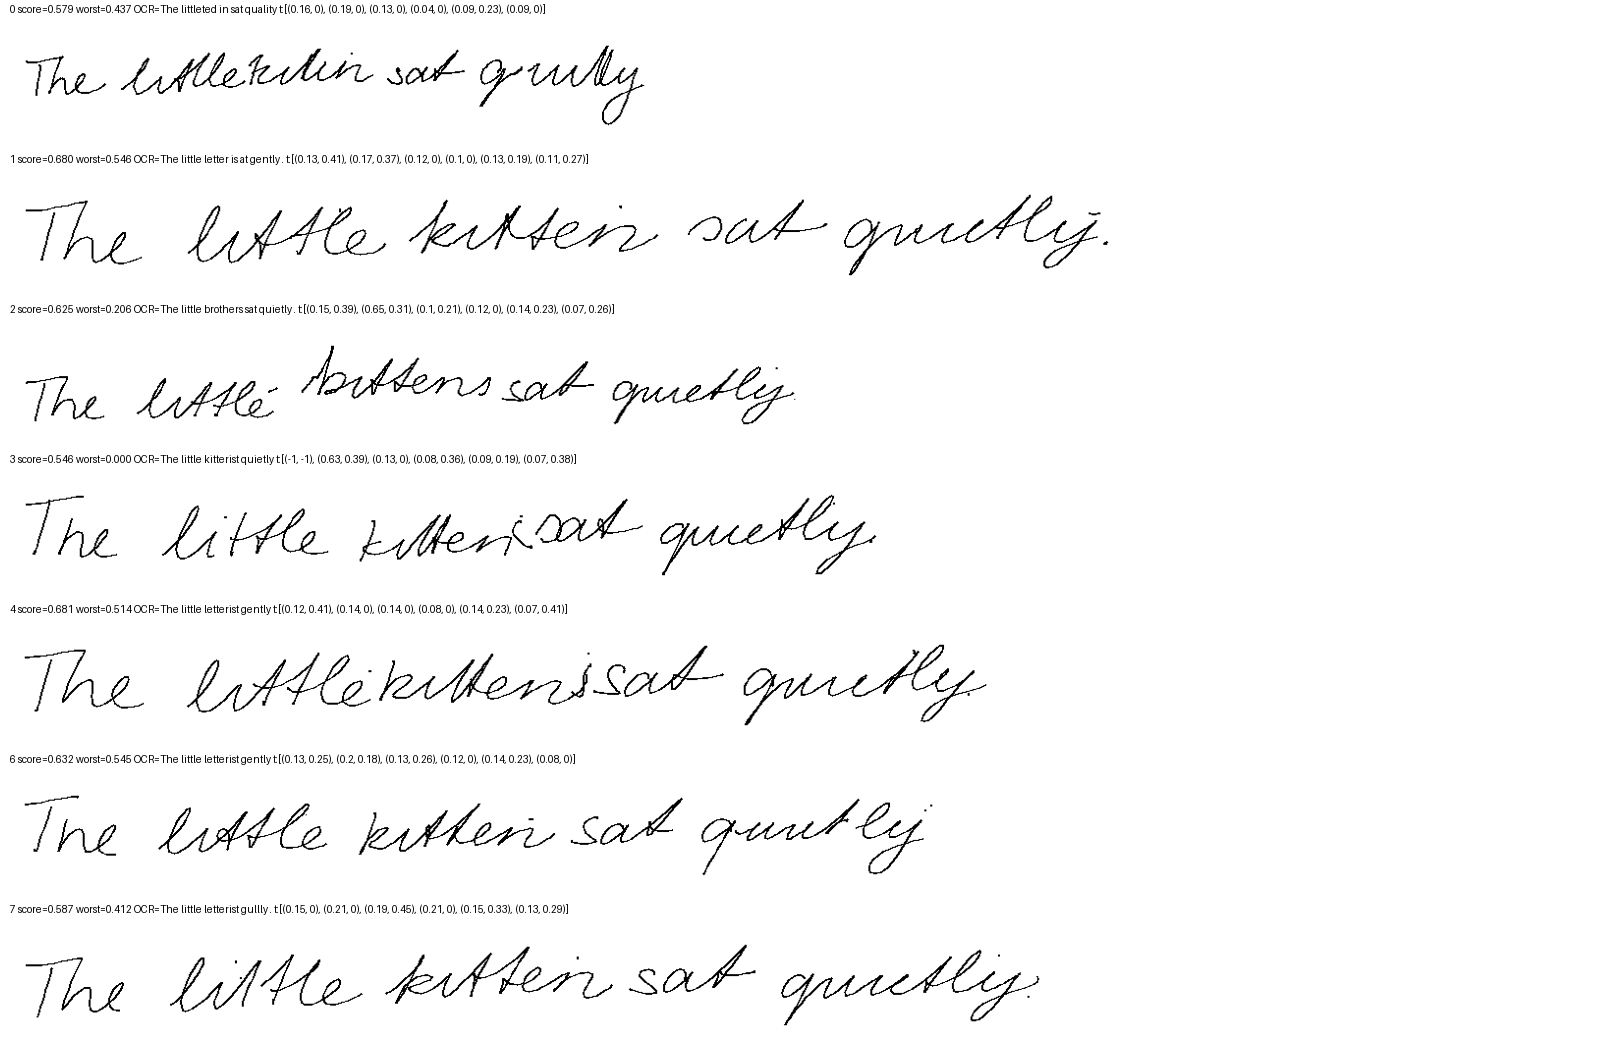 0 score=0.579 worst=0.437 OCR=The littleted in sat quality t:[(0.16, 0), (0.19, 0), (0.13, 0), (0.04, 0), (0.09, 0.23), (0.09, 0)]
The little kitten sat quietly
1 score=0.680 worst=0.546 OCR=The little letter is at gently. t:[(0.13, 0.41), (0.17, 0.37), (0.12, 0), (0.1, 0), (0.13, 0.19), (0.11, 0.27)]
The little kitten sat quietly.
2 score=0.625 worst=0.206 OCR=The little brothers sat quietly. t:[(0.15, 0.39), (0.65, 0.31), (0.1, 0.21), (0.12, 0), (0.14, 0.23), (0.07, 0.26)]
The little kittens sat quietly.
3 score=0.546 worst=0.000 OCR=The little kitterist quietly t:[(-1, -1), (0.63, 0.39), (0.13, 0), (0.08, 0.36), (0.09, 0.19), (0.07, 0.38)]
The little kitten sat quietly.
4 score=0.681 worst=0.514 OCR=The little letterist gently t:[(0.12, 0.41), (0.14, 0), (0.14, 0), (0.08, 0), (0.14, 0.23), (0.07, 0.41)]
The little kitten sat quietly.
6 score=0.632 worst=0.545 OCR=The little letterist gently t:[(0.13, 0.25), (0.2, 0.18), (0.13, 0.26), (0.12, 0), (0.14, 0.23), (0.08, 0)]
The little kitten sat quietly
7 score=0.587 worst=0.412 OCR=The little letterist gullly. t:[(0.15, 0), (0.21, 0), (0.19, 0.45), (0.21, 0), (0.15, 0.33), (0.13, 0.29)]
The little kitten sat quietly.